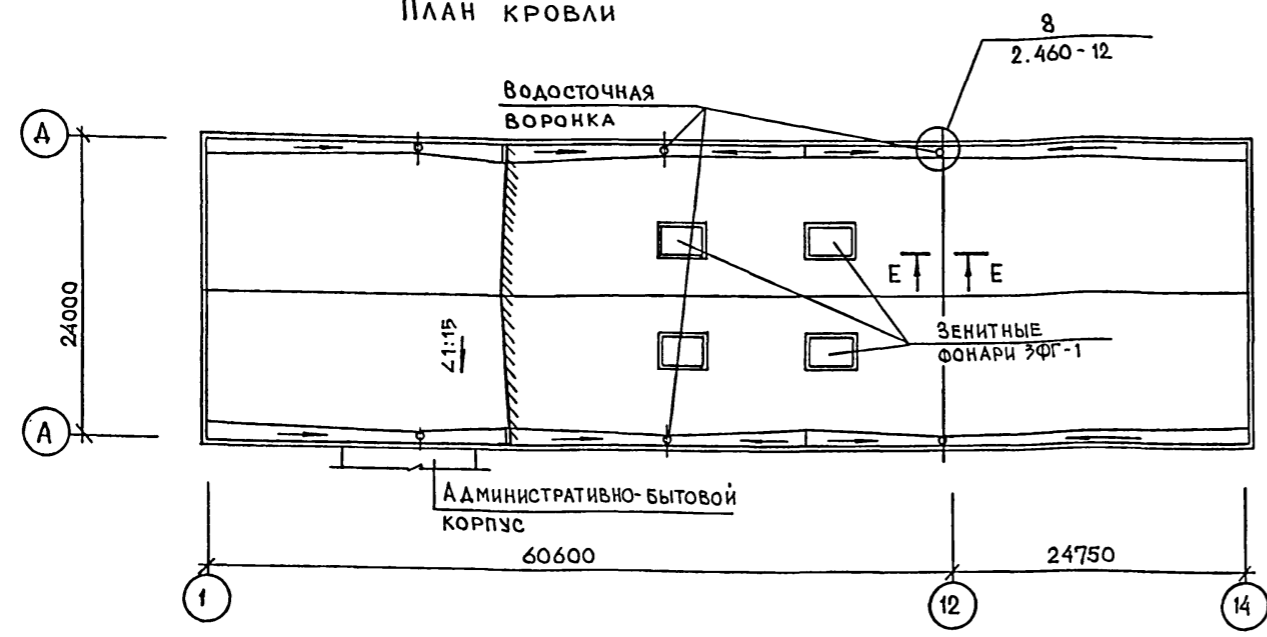 План кровли
8
2.460-12
Водосточная
воронка
Д
24000
А
∠1:15
Е Е
Зенитные
фонари ЗФГ-1
Административно-бытовой
корпус
60600
24750
1
12
14